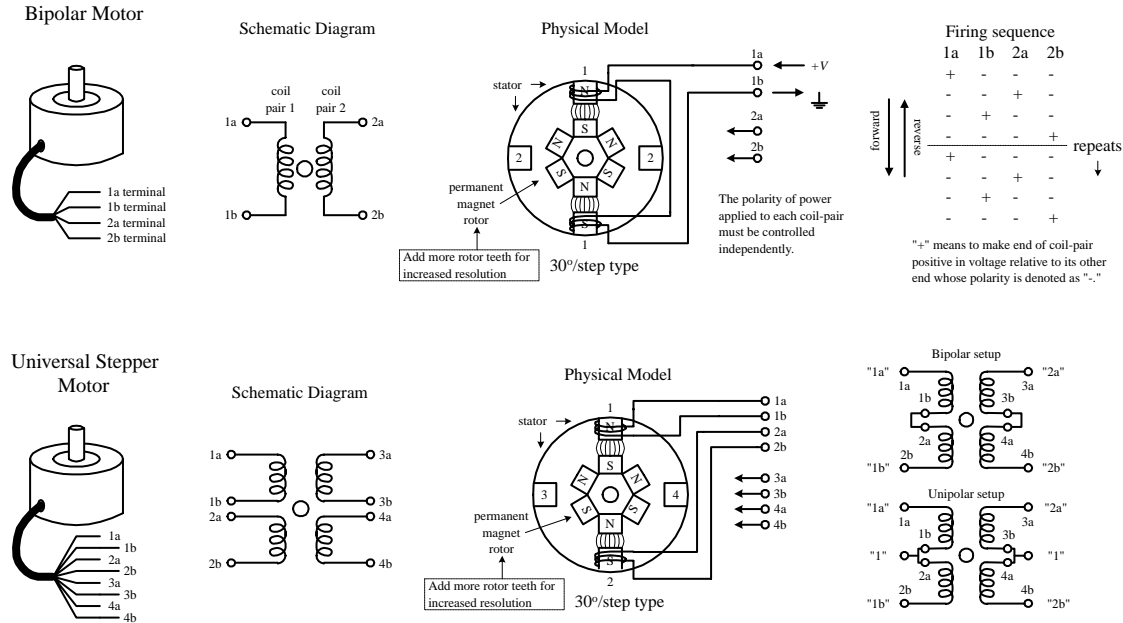 Bipolar Motor
1a terminal
1b terminal
2a terminal
2b terminal
Schematic Diagram
coil
pair 1
coil
pair 2
1a
2a
1b
2b
Physical Model
1
stator
N
S
N
N
2
2
S
S
N
S
1
permanent
magnet
rotor
Add more rotor teeth for
increased resolution
30°/step type
1a
+V
1b
2a
2b
The polarity of power
applied to each coil-pair
must be controlled
independently.
Firing sequence
1a 1b 2a 2b
+ - - -
- - + -
- + - -
- - - +
+ - - -
- - + -
- + - -
- - - +
forward
reverse
repeats
"+" means to make end of coil-pair
positive in voltage relative to its other
end whose polarity is denoted as "-."
Universal Stepper
Motor
1a
1b
2a
2b
3a
3b
4a
4b
Schematic Diagram
1a
3a
1b
3b
2a
4a
2b
4b
Physical Model
1
stator
N
S
N
N
3
4
S
S
N
S
2
permanent
magnet
rotor
Add more rotor teeth for
increased resolution
30°/step type
1a
1b
2a
2b
3a
3b
4a
4b
Bipolar setup
"1a"
"2a"
1a
3a
1b
3b
2a
4a
2b
4b
"1b"
"2b"
Unipolar setup
"1a"
"2a"
1a
3a
1b
3b
"1"
"1"
2a
4a
2b
4b
"1b"
"2b"